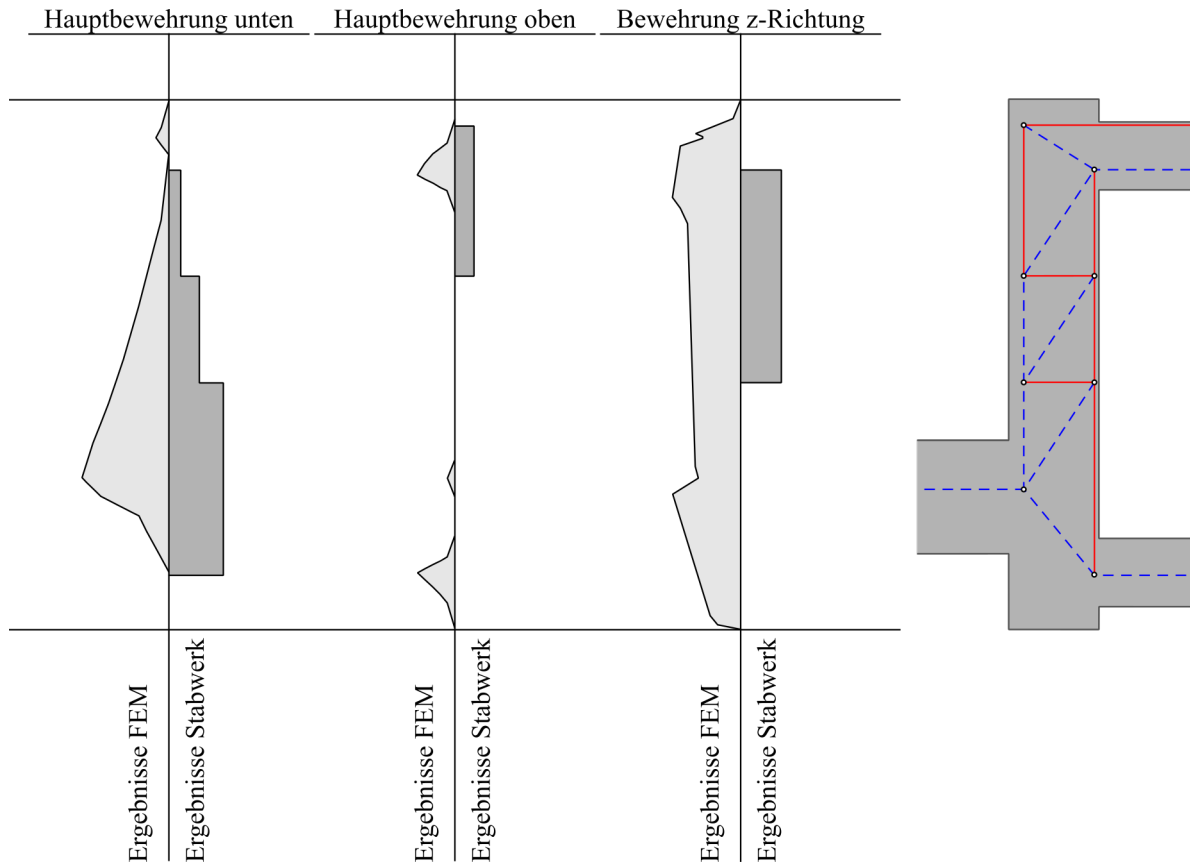 Hauptbewehrung unten
Hauptbewehrung oben
Bewehrung z-Richtung
Ergebnisse FEM
Ergebnisse Stabwerk
Ergebnisse FEM
Ergebnisse Stabwerk
Ergebnisse FEM
Ergebnisse Stabwerk